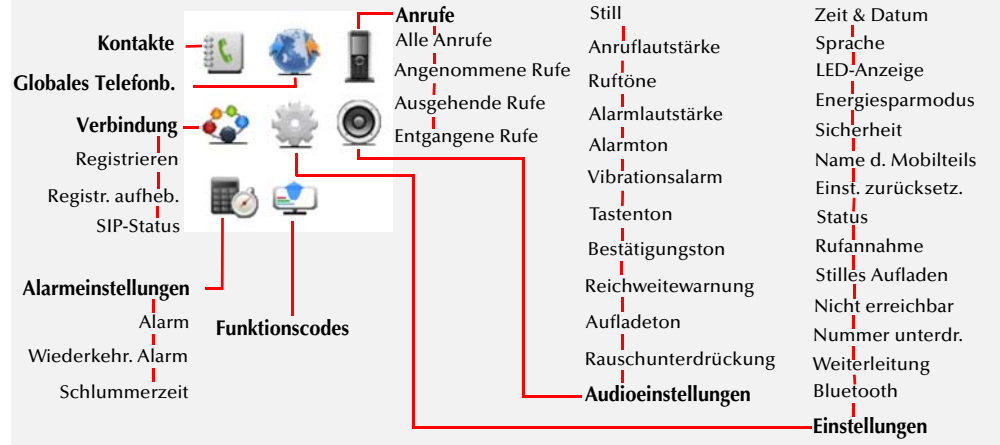 Kontakte
Globales Telefonb.
Verbindung
Registrieren
Registr. aufheb.
SIP-Status
Alarmeinstellungen
Alarm
Wiederkehr. Alarm
Schlummerzeit
Funktionscodes
Anrufe
Alle Anrufe
Angenommene Rufe
Ausgehende Rufe
Entgangene Rufe
Still
Anruflautstärke
Ruftöne
Alarmlautstärke
Alarmton
Vibrationsalarm
Tastenton
Bestätigungston
Reichweitewarnung
Aufladeton
Rauschunterdrückung
Audioeinstellungen
Zeit & Datum
Sprache
LED-Anzeige
Energiesparmodus
Sicherheit
Name d. Mobilteils
Einst. zurücksetz.
Status
Rufannahme
Stilles Aufladen
Nicht erreichbar
Nummer unterdr.
Weiterleitung
Bluetooth
Einstellungen